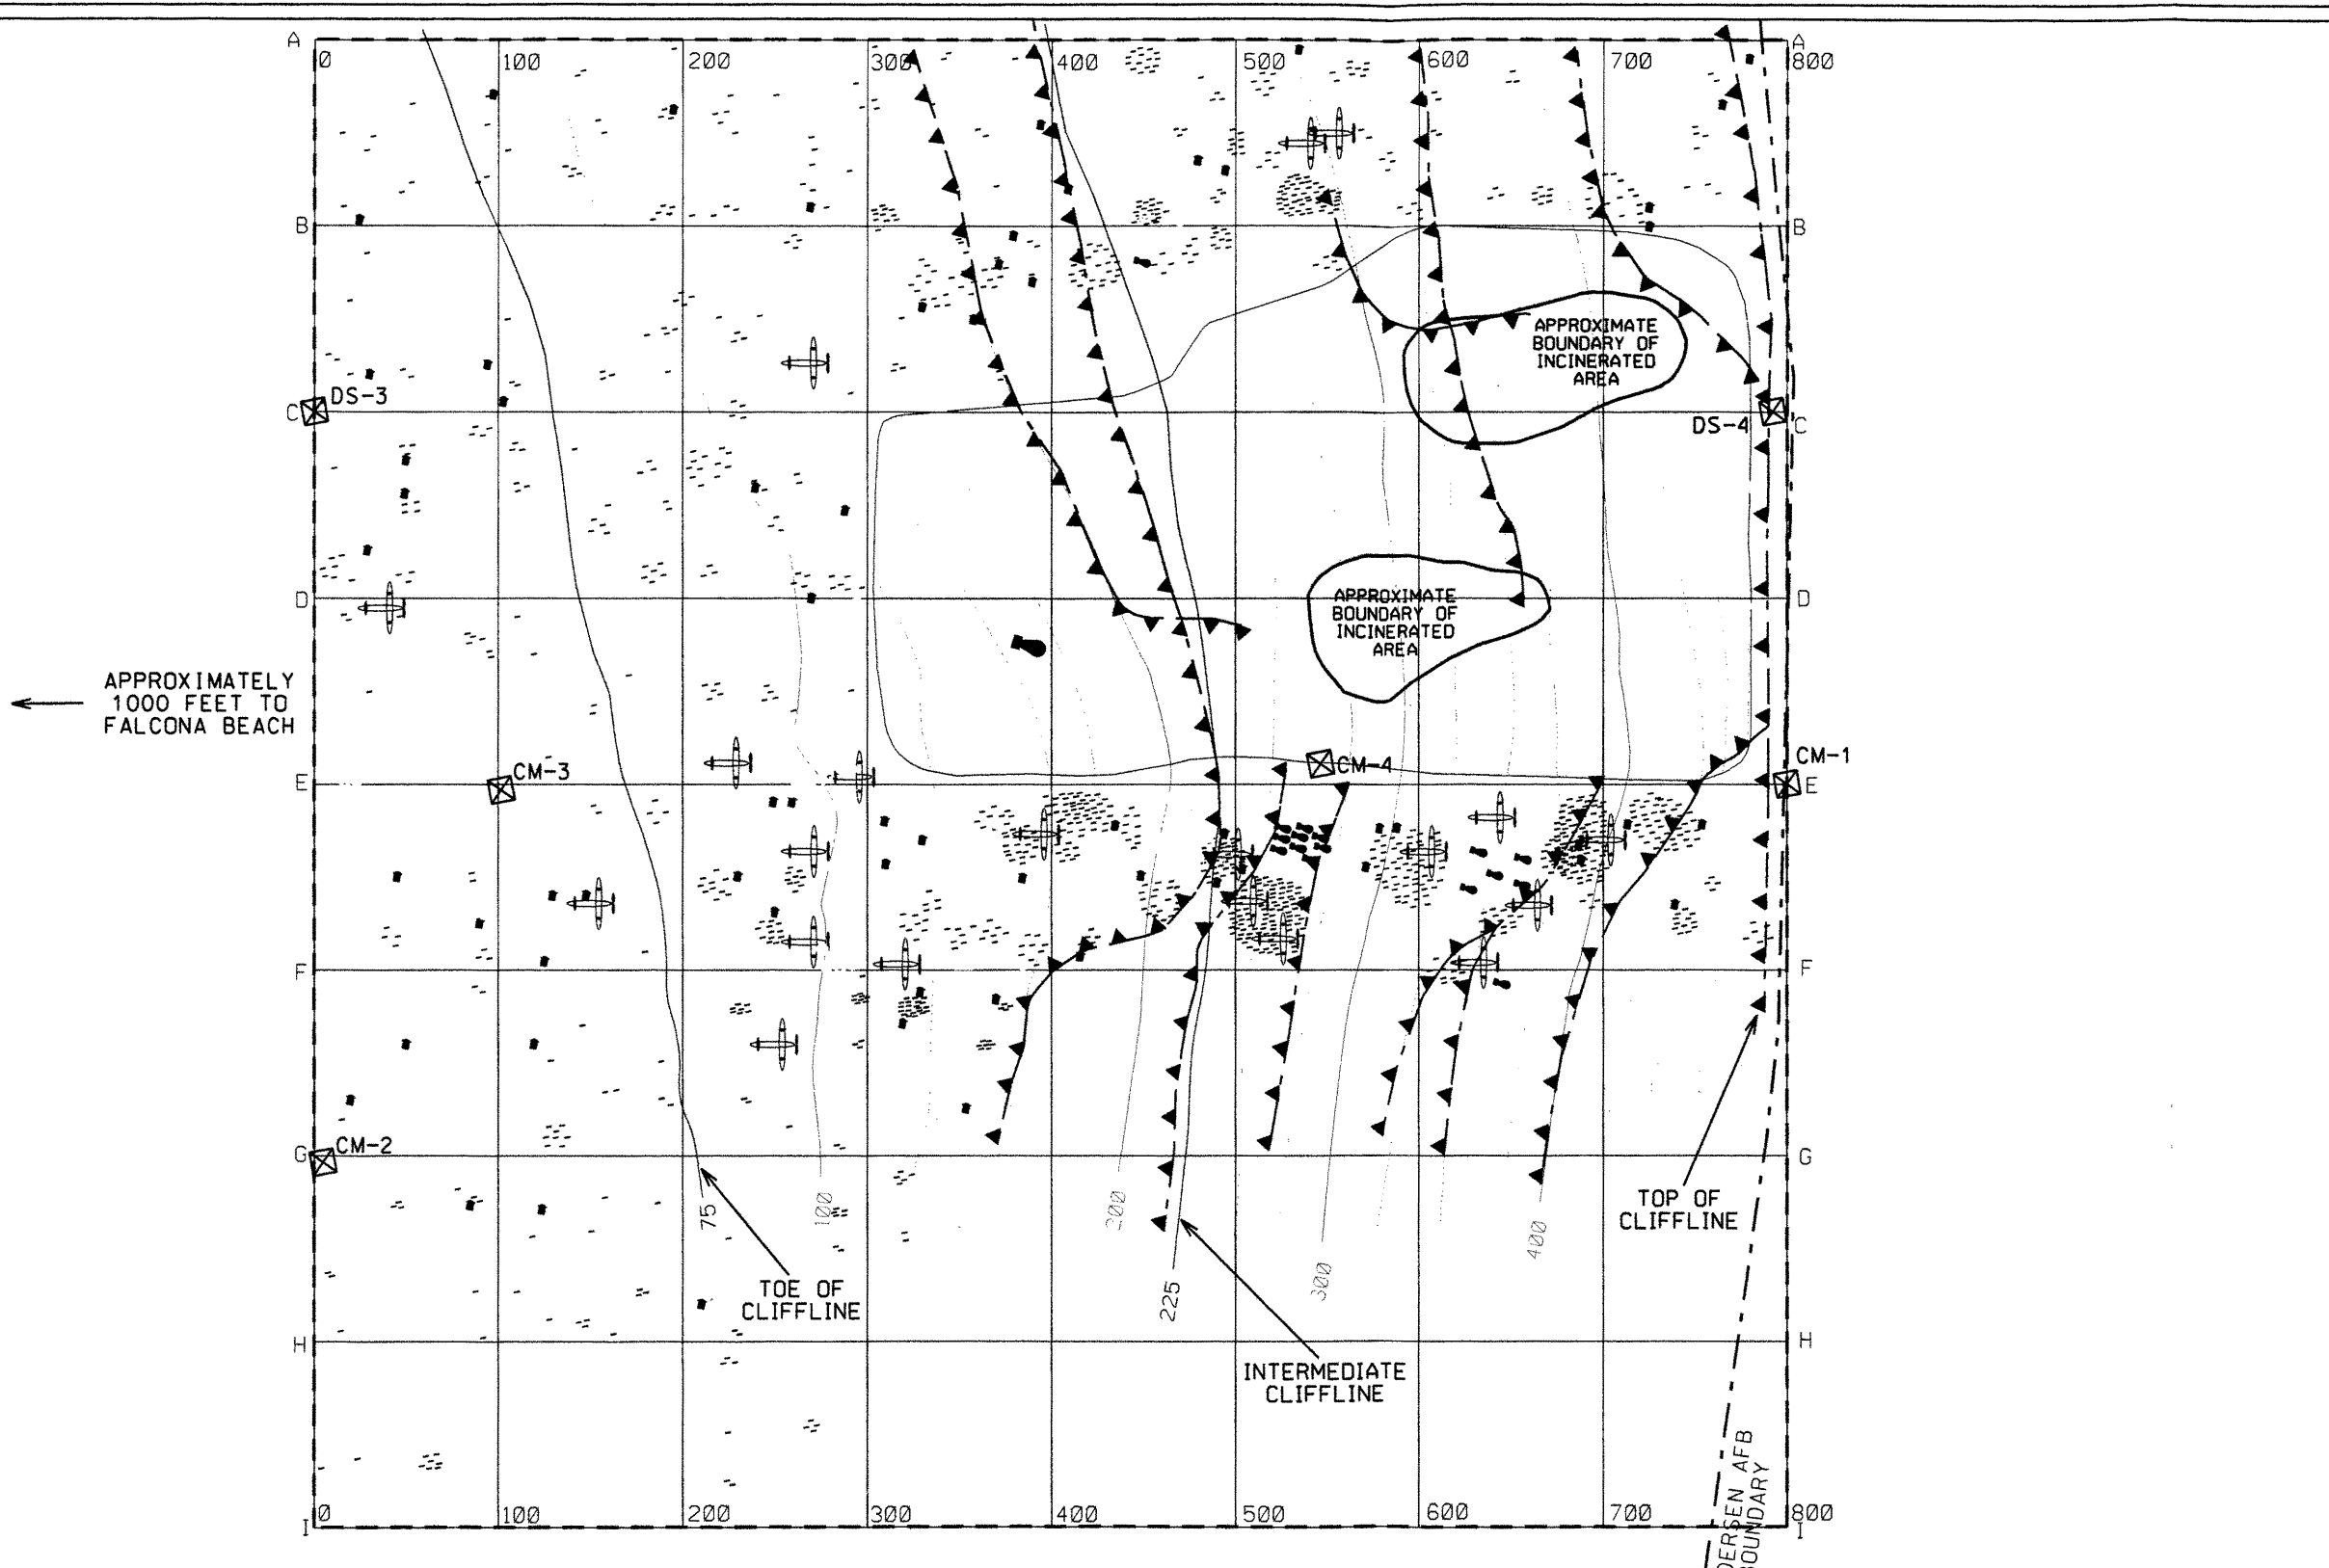 A
A
0
100
200
300
400
500
600
700
800
B
B
APPROXIMATE
BOUNDARY OF
INCINERATED
AREA
DS-3
C
DS-4
C
D
D
APPROXIMATE
BOUNDARY OF
INCINERATED
AREA
APPROXIMATELY
1000 FEET TO
FALCONA BEACH
CM-3
CM-4
CM-1
E
E
F
F
CM-2
G
G
75
100
200
225
300
400
TOP OF
CLIFFLINE
TOE OF
CLIFFLINE
H
H
INTERMEDIATE
CLIFFLINE
DERSEN AFB
BOUNDARY
0
100
200
300
400
500
600
700
800
I
I